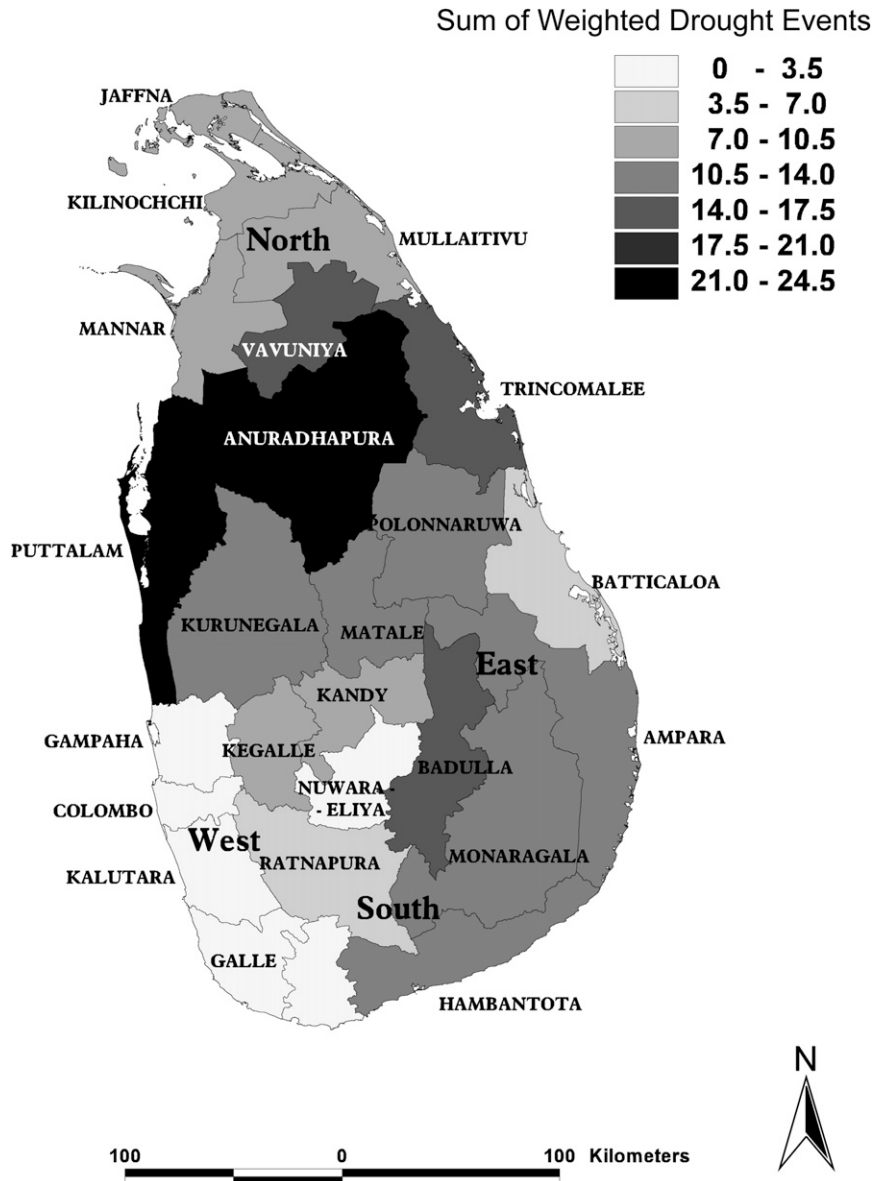 Sum of Weighted Drought Events
0 - 3.5
3.5 - 7.0
7.0 - 10.5
10.5 - 14.0
14.0 - 17.5
17.5 - 21.0
21.0 - 24.5
JAFFNA
KILINOCHCHI
North
MULLAITIVU
MANNAR
VAVUNIYA
TRINCOMALEE
ANURADHAPURA
POLONNARUWA
PUTTALAM
BATTICALOA
KURUNEGALA
MATALE
East
KANDY
GAMPAHA
KEGALLE
AMPARA
BADULLA
NUWARA -
- ELIYA
COLOMBO
West
RATNAPURA
MONARAGALA
KALUTARA
South
GALLE
HAMBANTOTA
N
100 0 100 Kilometers